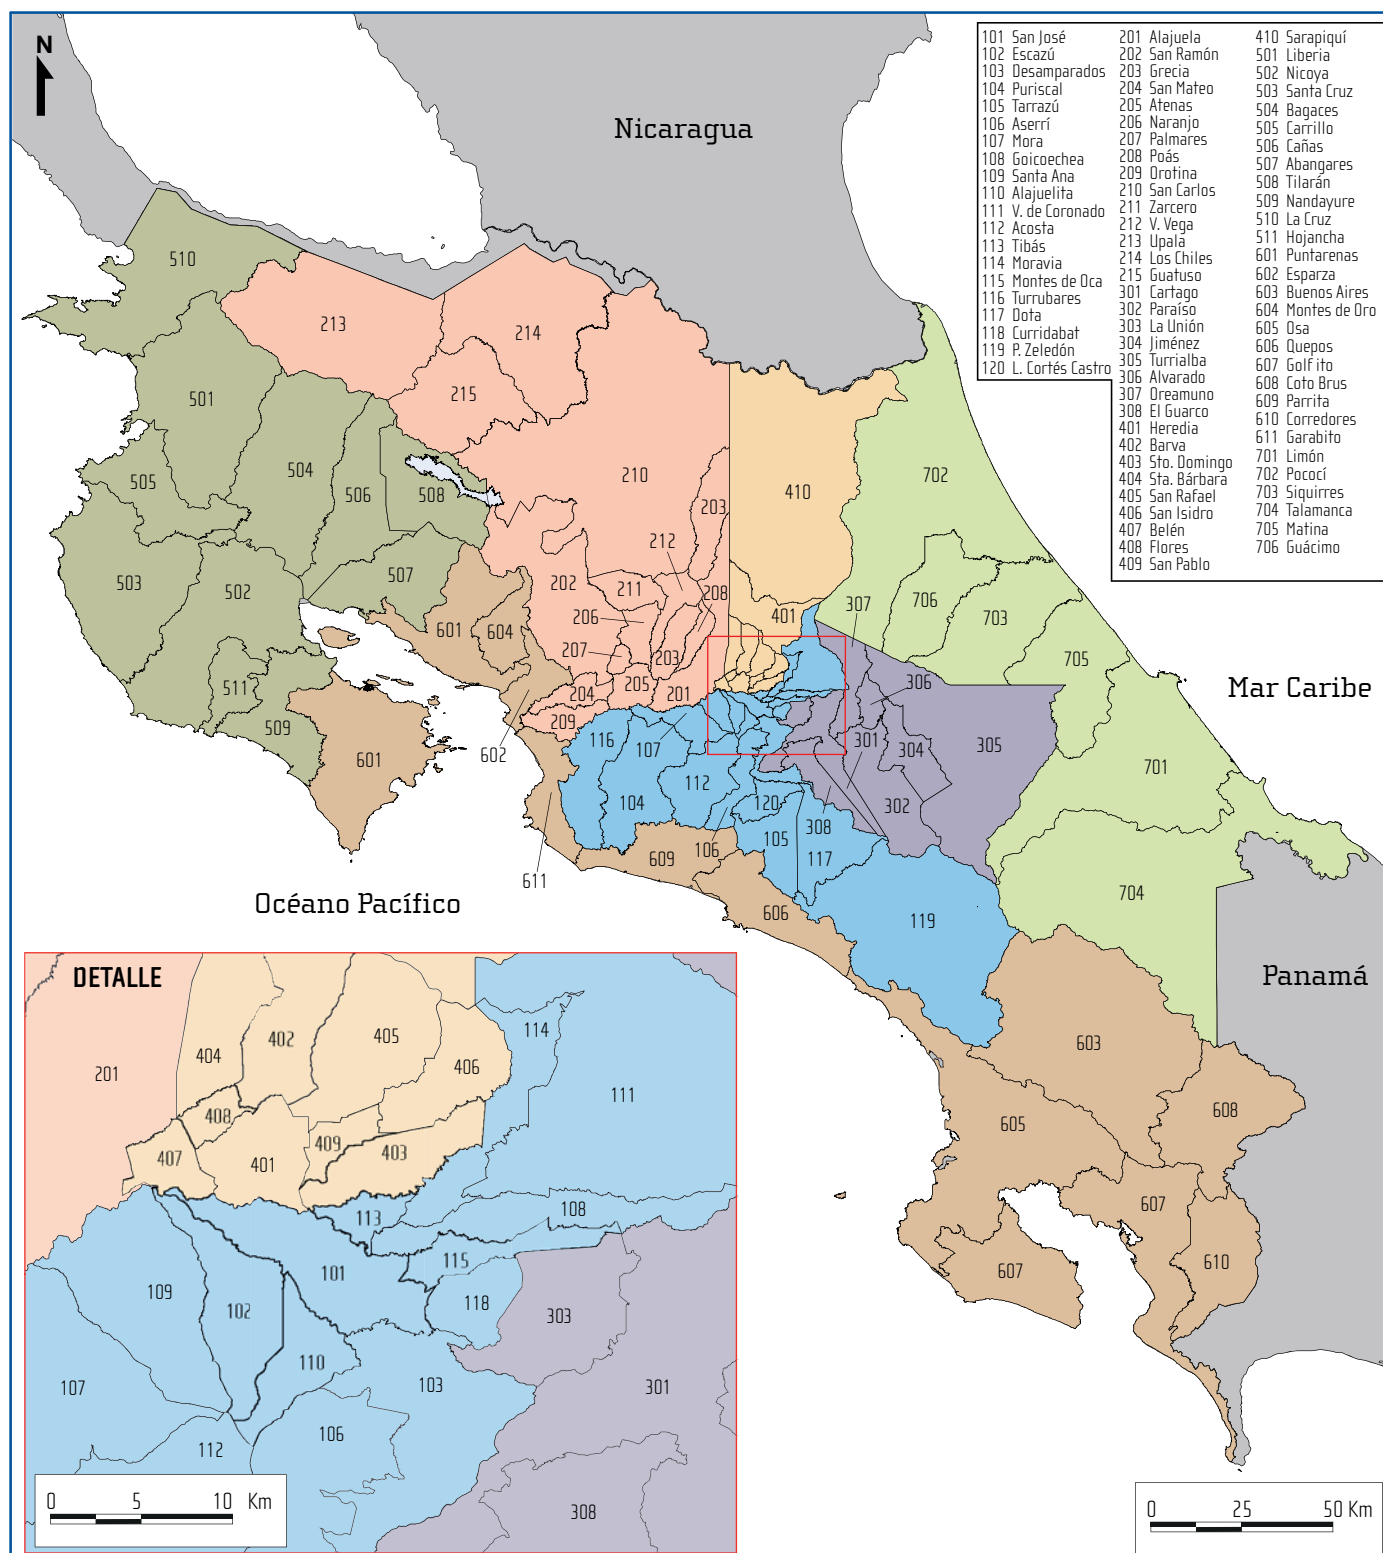 N
Nicaragua
101 San José
102 Escazú
103 Desamparados
104 Puriscal
105 Tarrazú
106 Aserrí
107 Mora
108 Goicoechea
109 Santa Ana
110 Alajuelita
111 V. de Coronado
112 Acosta
113 Tibás
114 Moravia
115 Montes de Oca
116 Turrubares
117 Dota
118 Curridabat
119 P. Zeledón
120 L. Cortés Castro
201 Alajuela
202 San Ramón
203 Grecia
204 San Mateo
205 Atenas
206 Naranjo
207 Palmares
208 Poás
209 Orotina
210 San Carlos
211 Zarcero
212 V. Vega
213 Upala
214 Los Chiles
215 Guatuso
301 Cartago
302 Paraíso
303 La Unión
304 Jiménez
305 Turrialba
306 Alvarado
307 Oreamuno
308 El Guarco
401 Heredia
402 Barva
403 Sto. Domingo
404 Sta. Bárbara
405 San Rafael
406 San Isidro
407 Belén
408 Flores
409 San Pablo
410 Sarapiquí
501 Liberia
502 Nicoya
503 Santa Cruz
504 Bagaces
505 Carrillo
506 Cañas
507 Abangares
508 Tilarán
509 Nandayure
510 La Cruz
511 Hojancha
601 Puntarenas
602 Esparza
603 Buenos Aires
604 Montes de Oro
605 Osa
606 Quepos
607 Golfito
608 Coto Brus
609 Parrita
610 Corredores
611 Garabito
701 Limón
702 Pococí
703 Siquirres
704 Talamanca
705 Matina
706 Guácimo
510
213
214
215
501
504
505
506
508
210
203
410
702
212
503
502
507
202
211
208
206
401
307
706
703
601
604
207
203
705
511
204
205
201
306
Mar Caribe
509
209
602
116
107
301
304
305
601
112
701
104
120
302
105
308
106
609
117
611
704
Océano Pacífico
606
119
Panamá
603
608
605
607
607
610
DETALLE
404
402
405
114
406
201
111
408
409
403
407
401
113
108
115
101
109
102
118
303
110
103
107
301
106
112
308
0 5 10 Km
0 25 50 Km